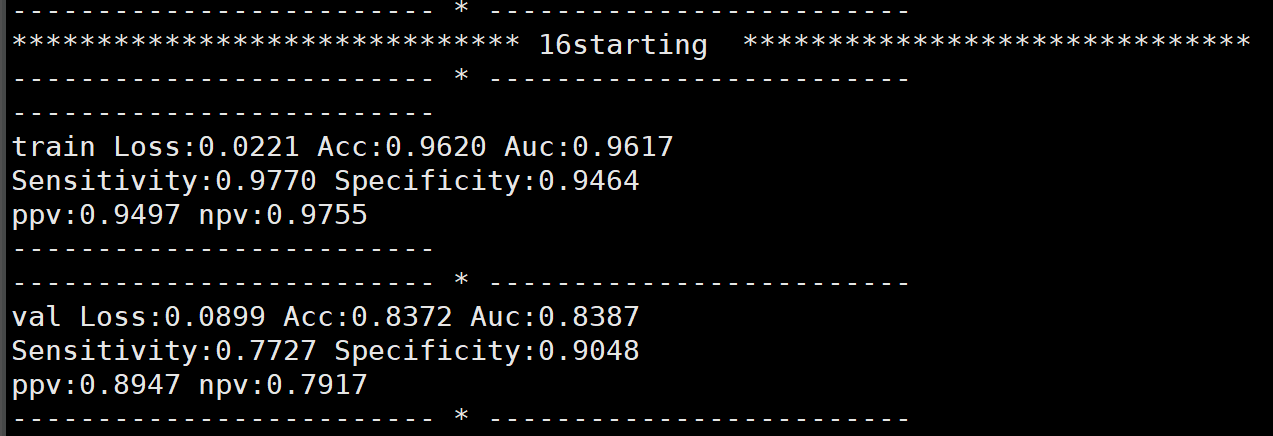 ------------------------- * -------------------------
****************************** 16starting  ******************************
------------------------- * -------------------------
-------------------------
train Loss:0.0221 Acc:0.9620 Auc:0.9617
Sensitivity:0.9770 Specificity:0.9464
ppv:0.9497 npv:0.9755
-------------------------
------------------------- * -------------------------
val Loss:0.0899 Acc:0.8372 Auc:0.8387
Sensitivity:0.7727 Specificity:0.9048
ppv:0.8947 npv:0.7917
------------------------- * -------------------------